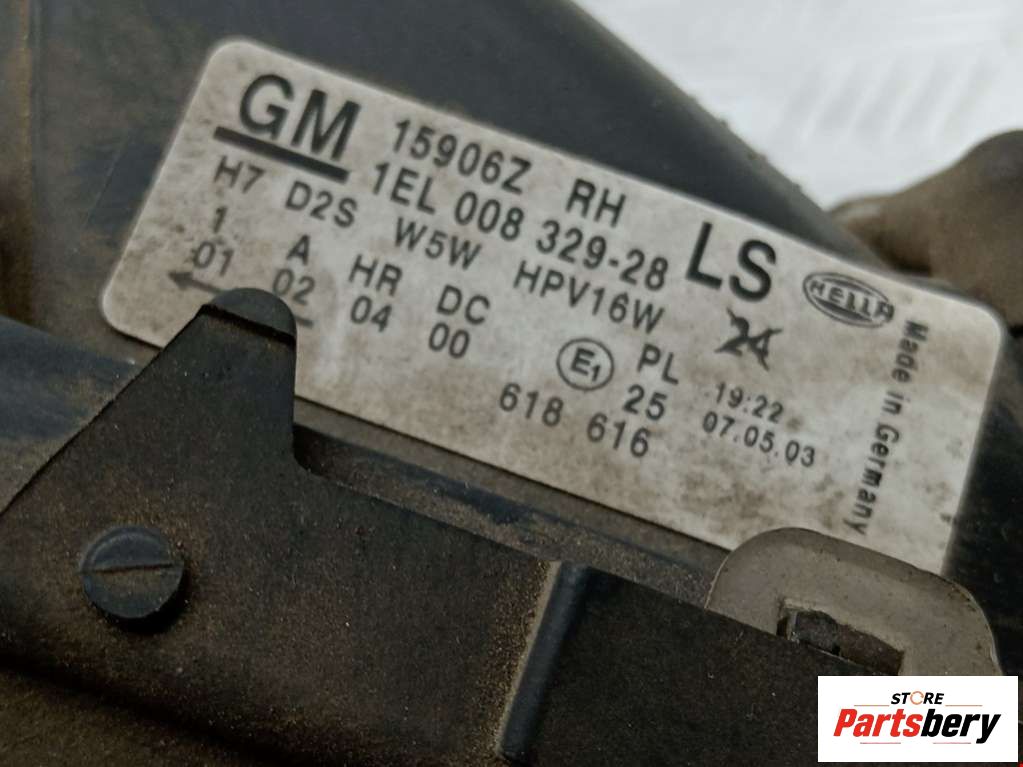 GM 15906Z RH LS
1EL 008 329-28
H7 D2S W5W HPV16W 24
1 A HR DC E1 PL 19:22
01 02 04 00 25 07.05.03
618 616
HELLA
Made in Germany
STORE
Partsbery